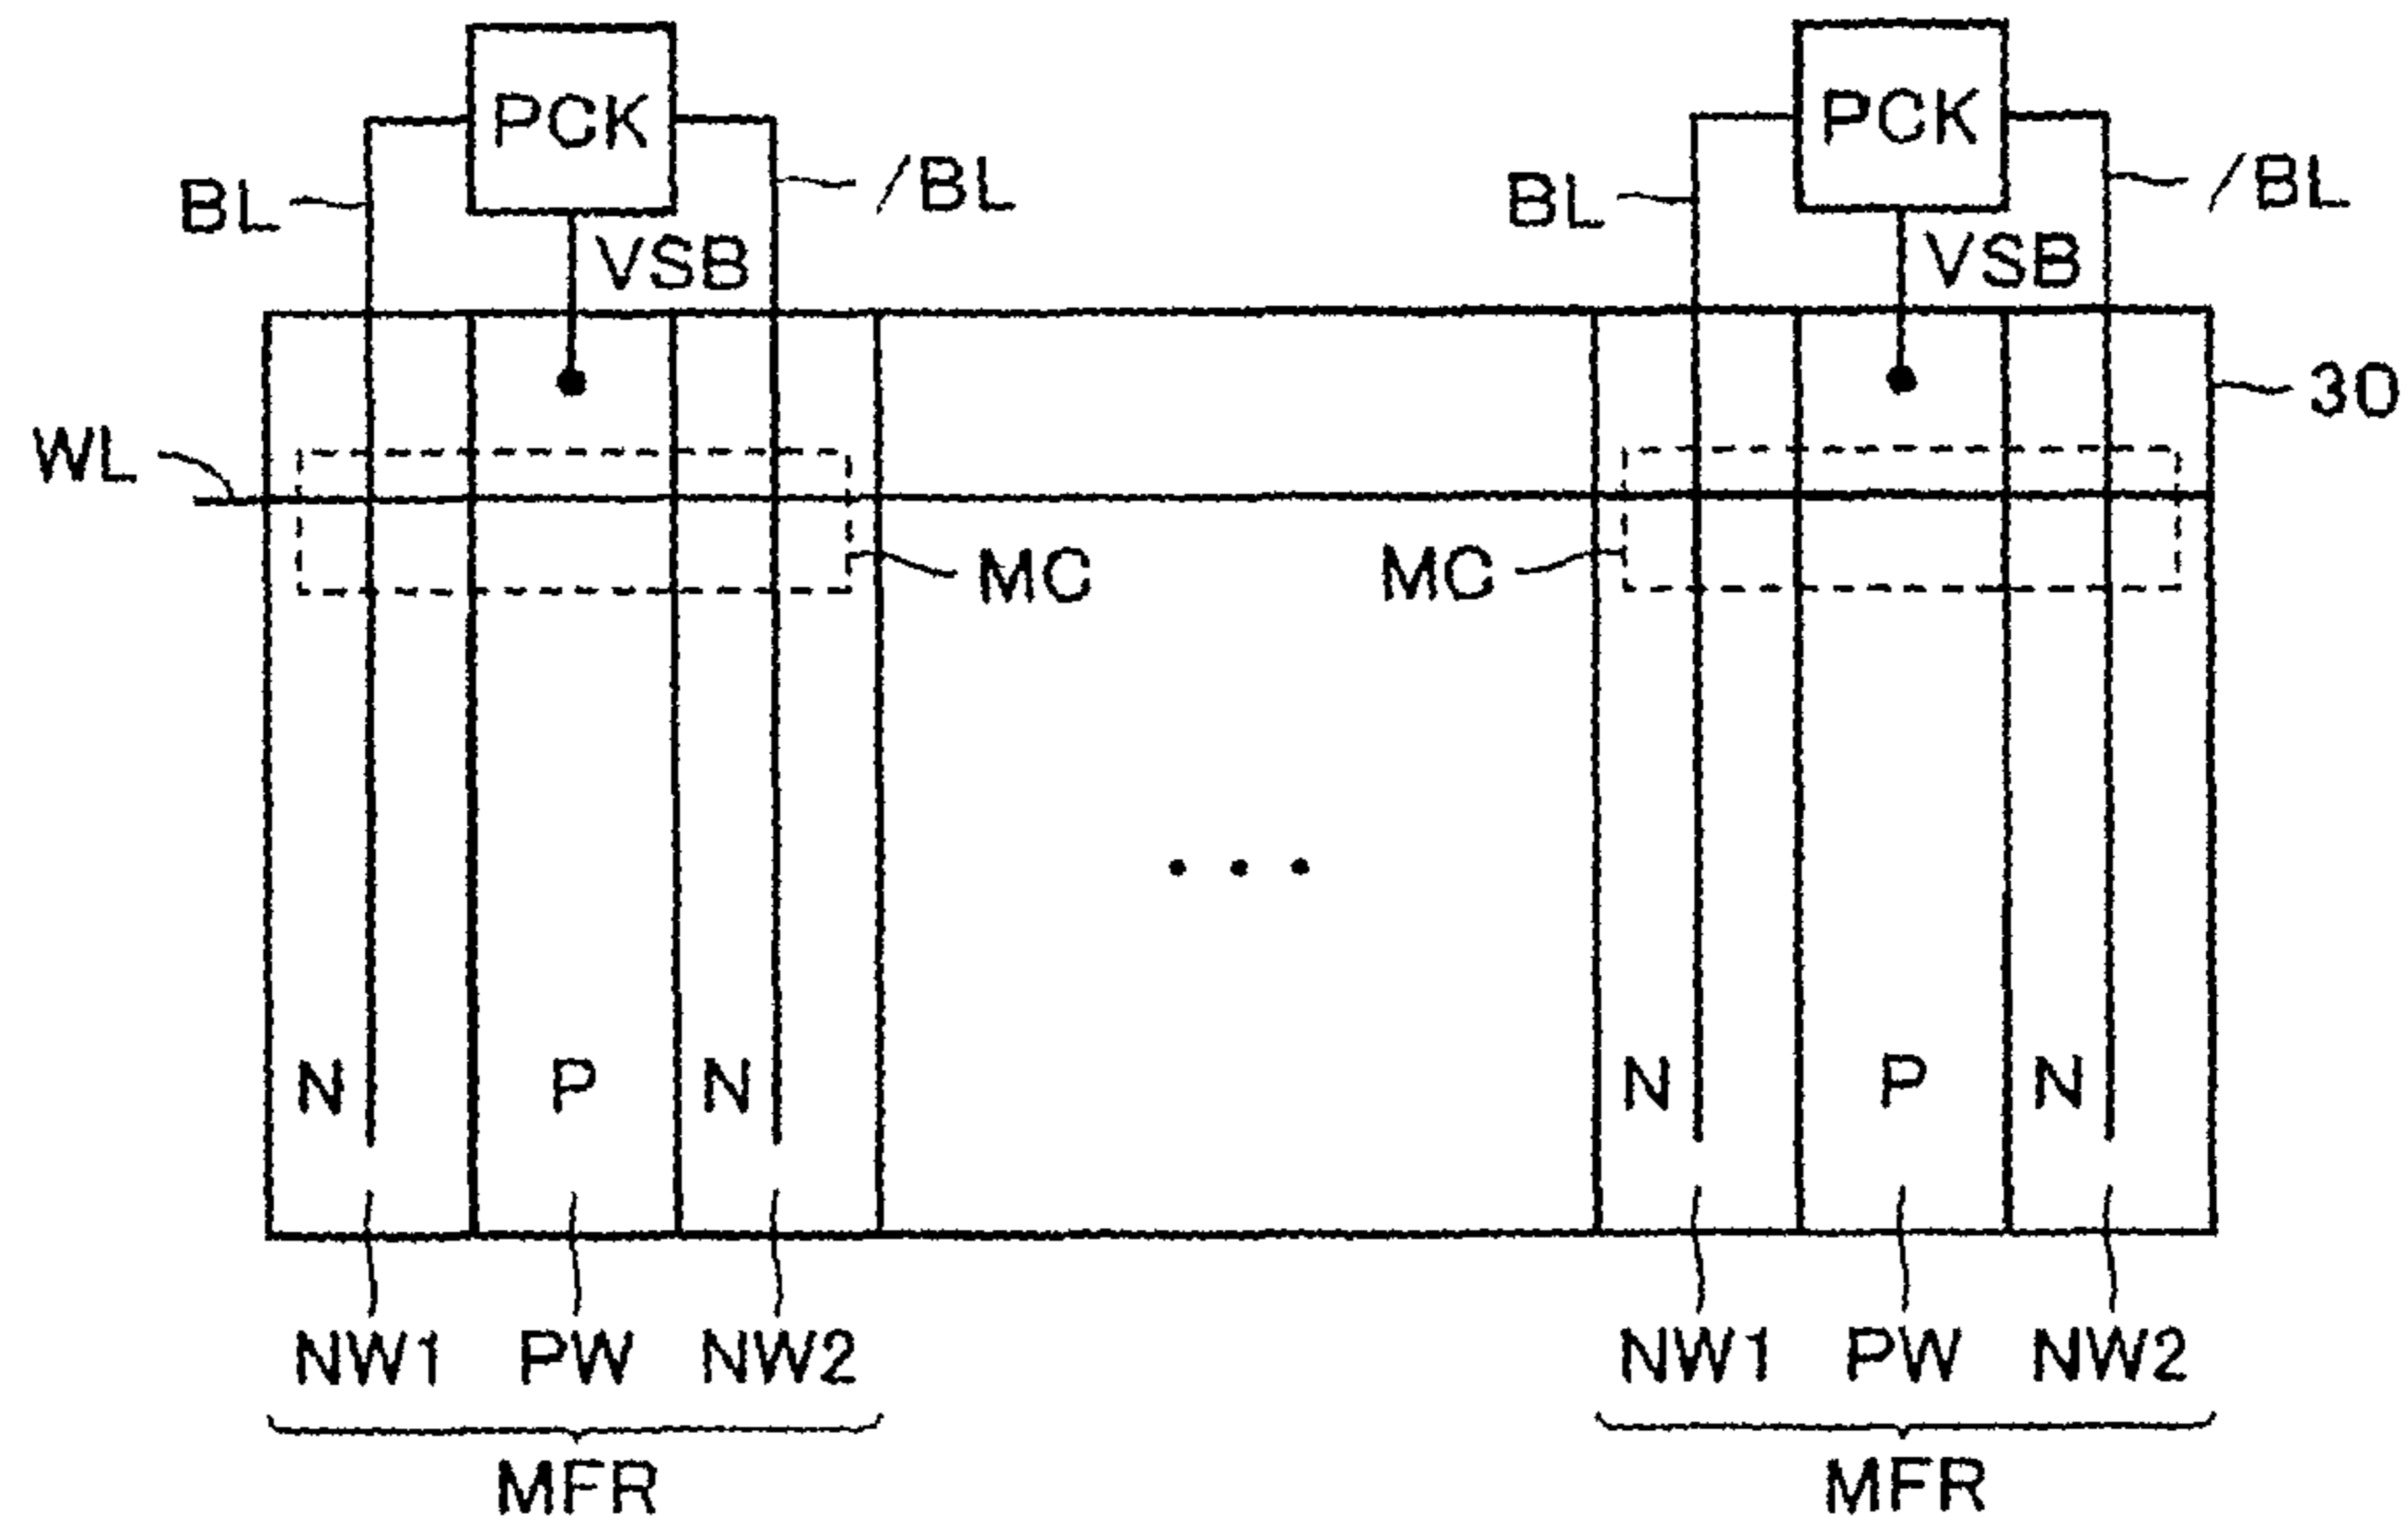 PCK PCK
BL /BL BL /BL
VSB VSB
30
WL
MC MC
N P N N P N
NW1 PW NW2 NW1 PW NW2
MFR MFR